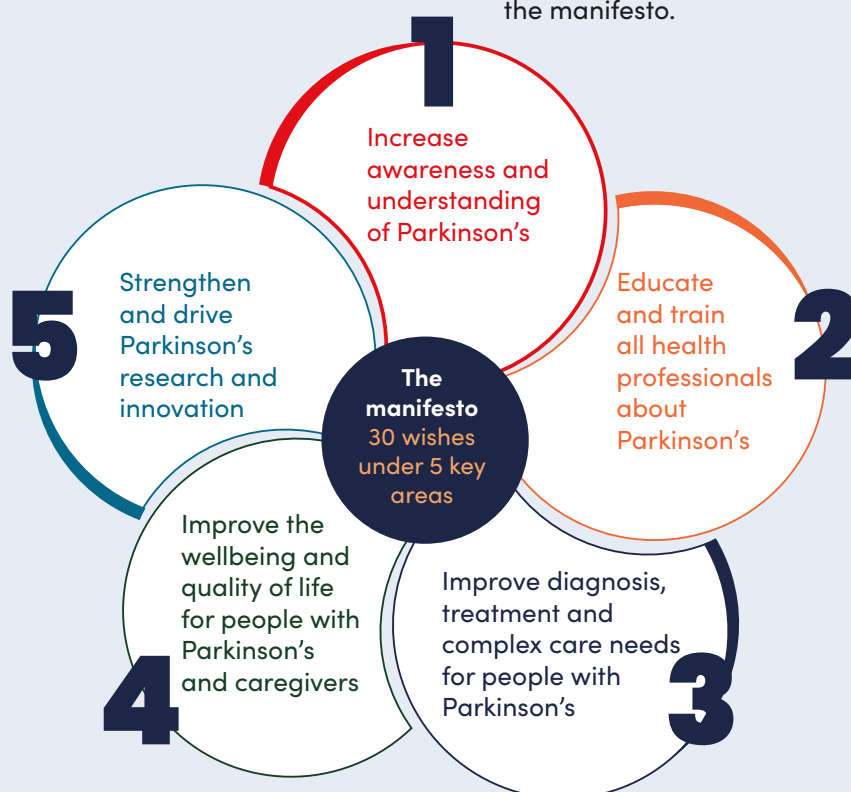 the manifesto.
1
Increase
awareness and
understanding
of Parkinson's
2
Educate
and train
all health
professionals
about
Parkinson's
3
Improve diagnosis,
treatment and
complex care needs
for people with
Parkinson's
4
Improve the
wellbeing and
quality of life
for people with
Parkinson's
and caregivers
5
Strengthen
and drive
Parkinson's
research and
innovation
The
manifesto
30 wishes
under 5 key
areas